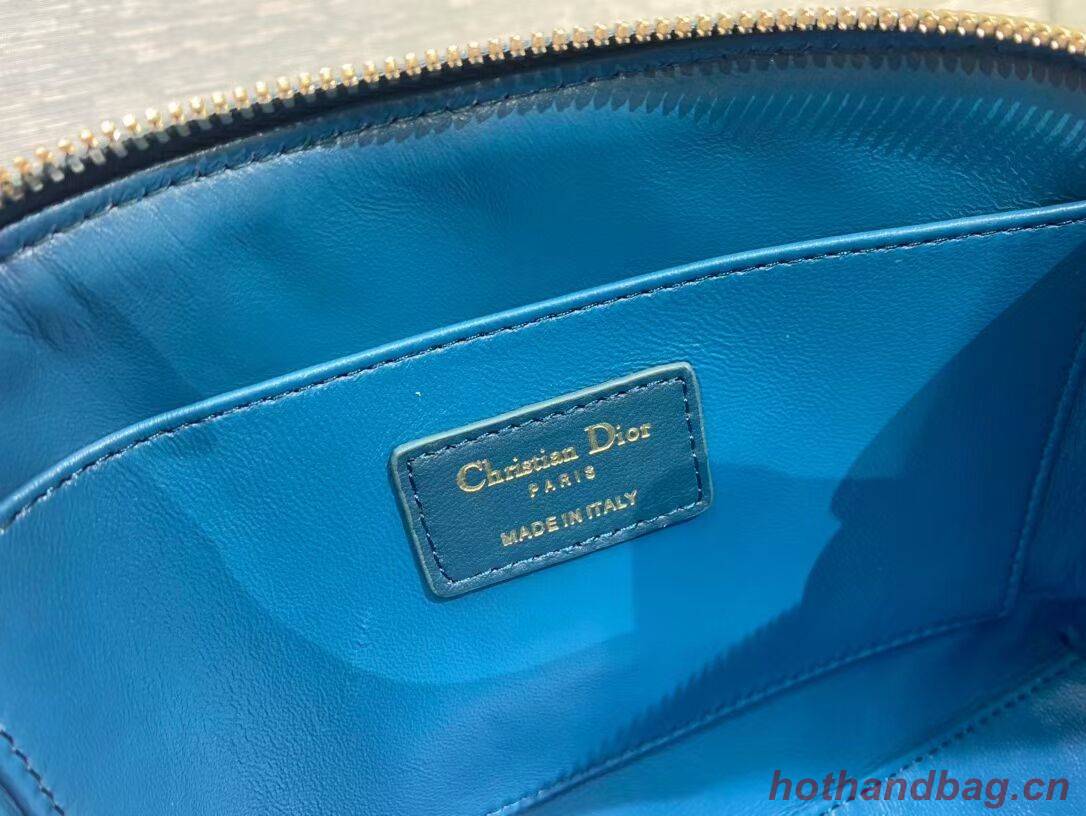 Christian Dior
PARIS
MADE IN ITALY
hothandbag.cn